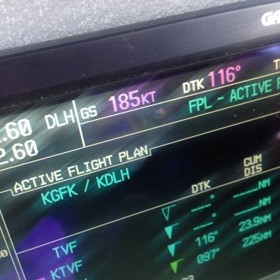 GA
GS 185KT DTK 116° T
.60 DLH FPL - ACTIVE F
2.60
ACTIVE FLIGHT PLAN
KGFK / KDLH
DTK CUM
DIS
NM
NM
TVF 116° 23.9NM
KTVF 097° 225NM